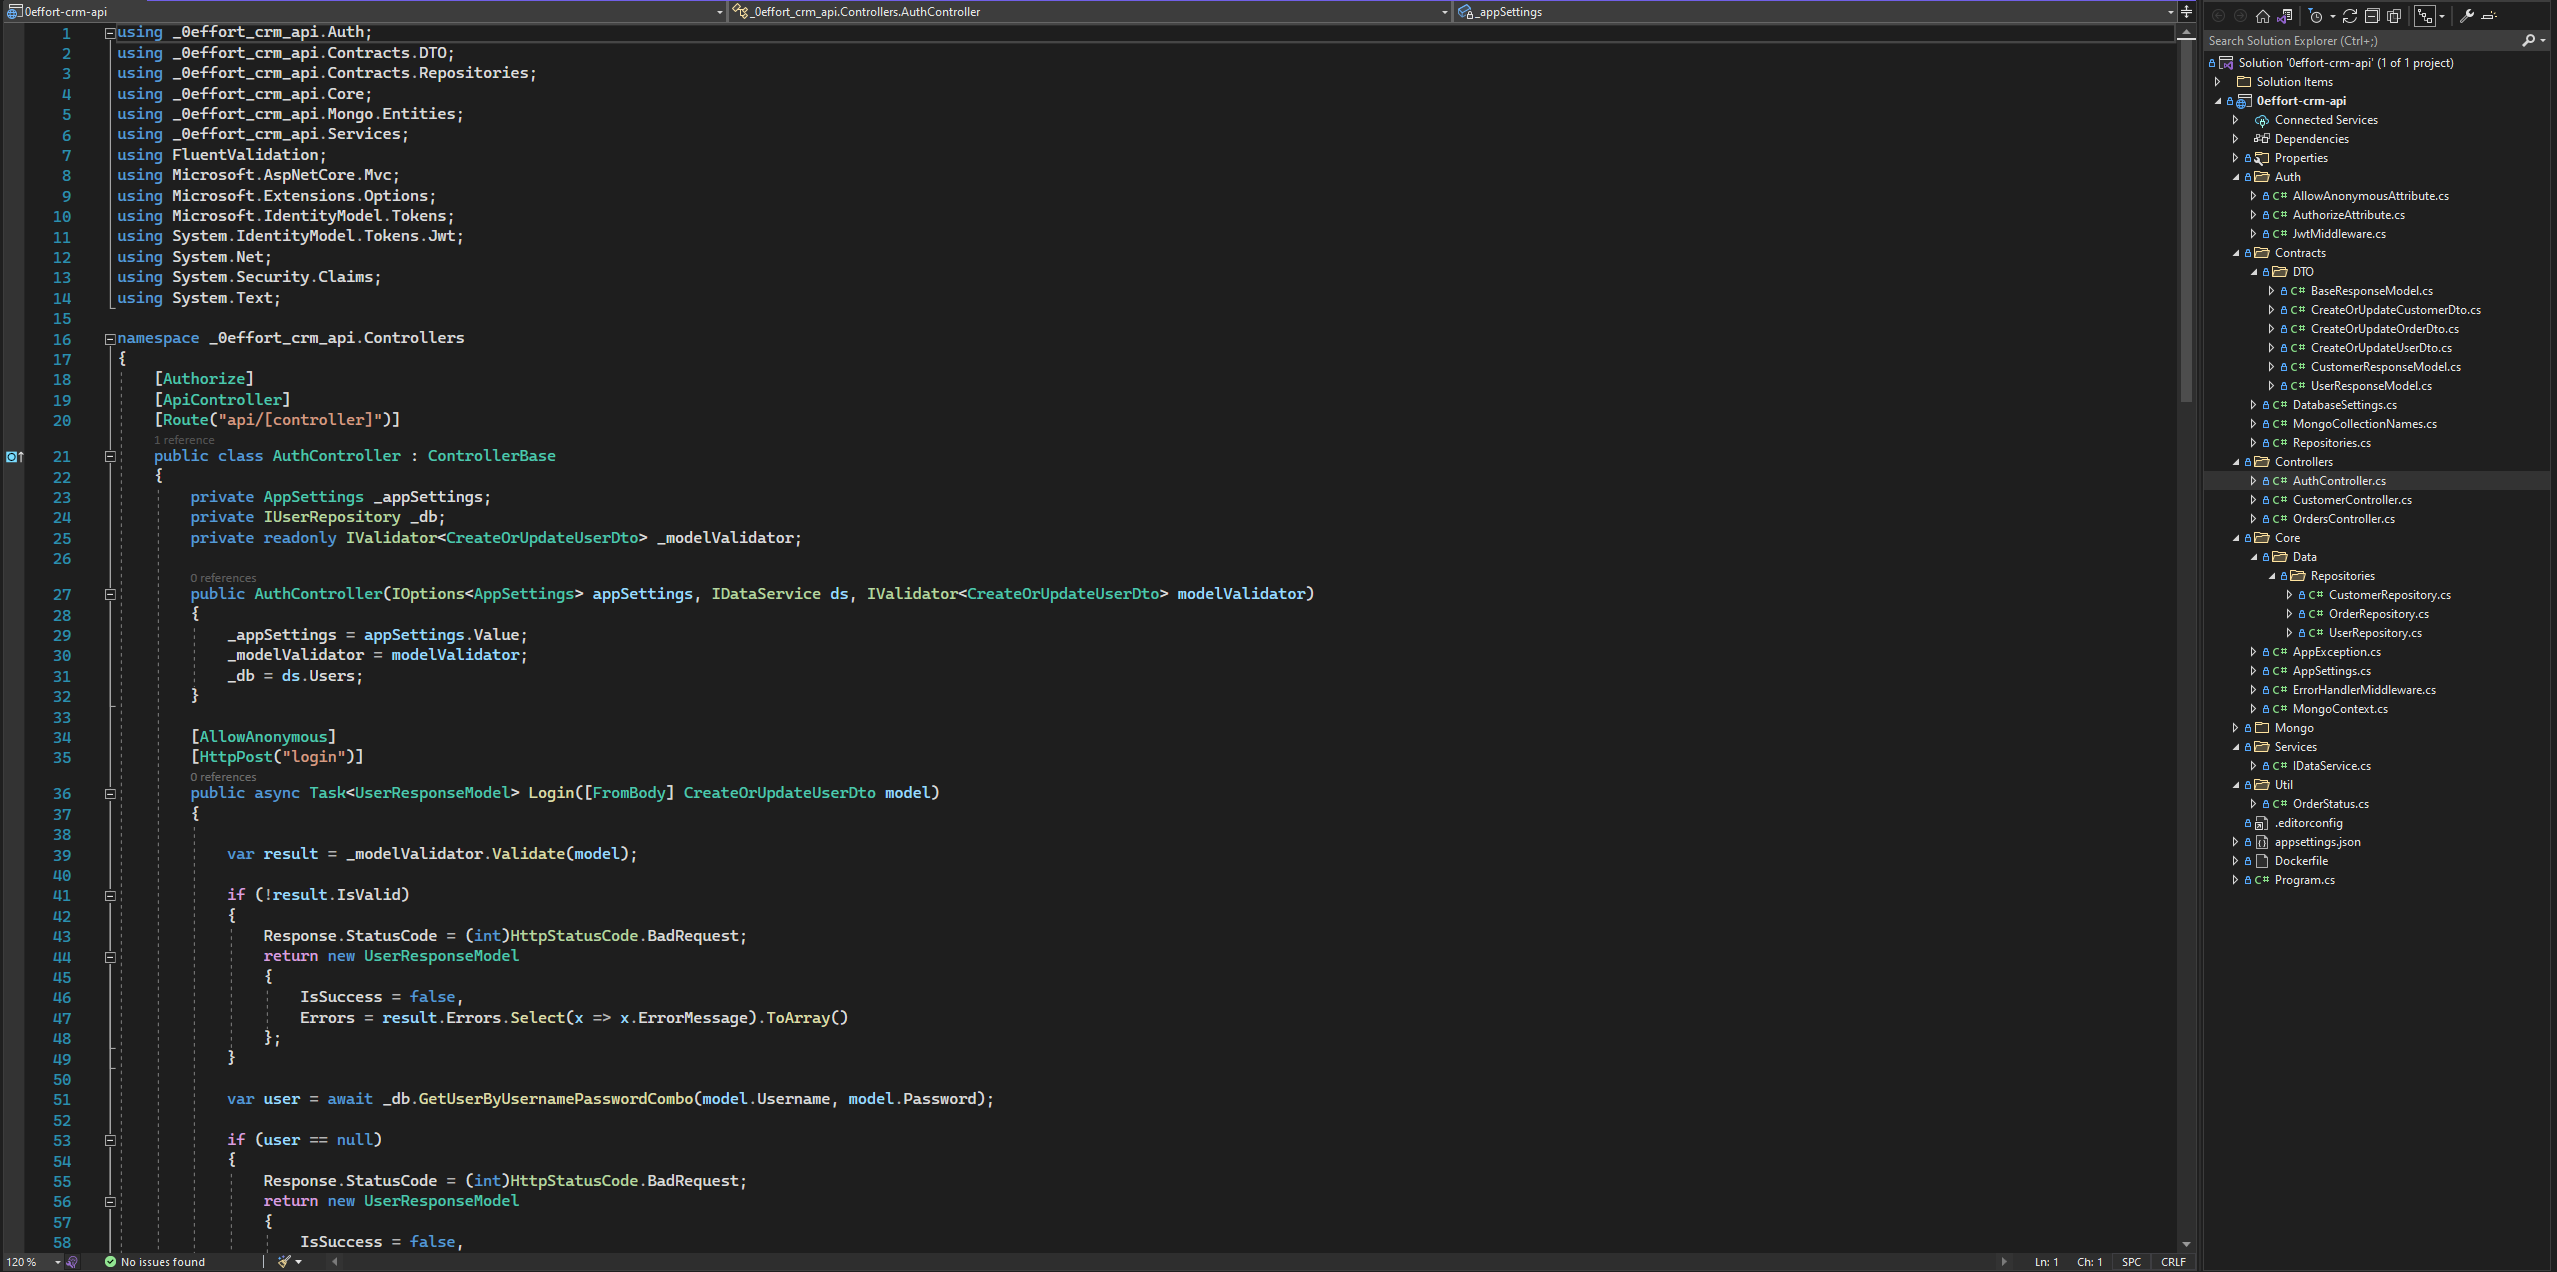 0effort-crm-api
_0effort_crm_api.Controllers.AuthController
_appSettings
1 using _0effort_crm_api.Auth;
2 using _0effort_crm_api.Contracts.DTO;
3 using _0effort_crm_api.Contracts.Repositories;
4 using _0effort_crm_api.Core;
5 using _0effort_crm_api.Mongo.Entities;
6 using _0effort_crm_api.Services;
7 using FluentValidation;
8 using Microsoft.AspNetCore.Mvc;
9 using Microsoft.Extensions.Options;
10 using Microsoft.IdentityModel.Tokens;
11 using System.IdentityModel.Tokens.Jwt;
12 using System.Net;
13 using System.Security.Claims;
14 using System.Text;
15
16 namespace _0effort_crm_api.Controllers
17 {
18 [Authorize]
19 [ApiController]
20 [Route("api/[controller]")]
1 reference
21 public class AuthController : ControllerBase
22 {
23 private AppSettings _appSettings;
24 private IUserRepository _db;
25 private readonly IValidator<CreateOrUpdateUserDto> _modelValidator;
26
0 references
27 public AuthController(IOptions<AppSettings> appSettings, IDataService ds, IValidator<CreateOrUpdateUserDto> modelValidator)
28 {
29 _appSettings = appSettings.Value;
30 _modelValidator = modelValidator;
31 _db = ds.Users;
32 }
33
34 [AllowAnonymous]
35 [HttpPost("login")]
0 references
36 public async Task<UserResponseModel> Login([FromBody] CreateOrUpdateUserDto model)
37 {
38
39 var result = _modelValidator.Validate(model);
40
41 if (!result.IsValid)
42 {
43 Response.StatusCode = (int)HttpStatusCode.BadRequest;
44 return new UserResponseModel
45 {
46 IsSuccess = false,
47 Errors = result.Errors.Select(x => x.ErrorMessage).ToArray()
48 };
49 }
50
51 var user = await _db.GetUserByUsernamePasswordCombo(model.Username, model.Password);
52
53 if (user == null)
54 {
55 Response.StatusCode = (int)HttpStatusCode.BadRequest;
56 return new UserResponseModel
57 {
58 IsSuccess = false,
120 %
No issues found
Ln: 1
Ch: 1
SPC
CRLF
Search Solution Explorer (Ctrl+;)
Solution '0effort-crm-api' (1 of 1 project)
Solution Items
0effort-crm-api
Connected Services
Dependencies
Properties
Auth
C# AllowAnonymousAttribute.cs
C# AuthorizeAttribute.cs
C# JwtMiddleware.cs
Contracts
DTO
C# BaseResponseModel.cs
C# CreateOrUpdateCustomerDto.cs
C# CreateOrUpdateOrderDto.cs
C# CreateOrUpdateUserDto.cs
C# CustomerResponseModel.cs
C# UserResponseModel.cs
C# DatabaseSettings.cs
C# MongoCollectionNames.cs
C# Repositories.cs
Controllers
C# AuthController.cs
C# CustomerController.cs
C# OrdersController.cs
Core
Data
Repositories
C# CustomerRepository.cs
C# OrderRepository.cs
C# UserRepository.cs
C# AppException.cs
C# AppSettings.cs
C# ErrorHandlerMiddleware.cs
C# MongoContext.cs
Mongo
Services
C# IDataService.cs
Util
C# OrderStatus.cs
.editorconfig
appsettings.json
Dockerfile
C# Program.cs